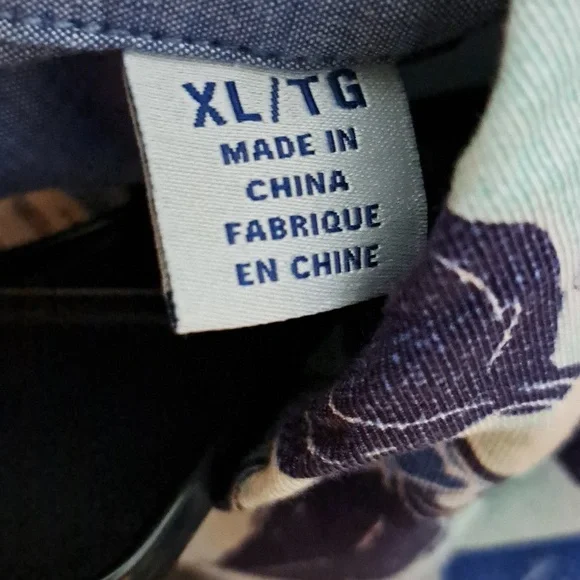 XL/TG
MADE IN
CHINA
FABRIQUE
EN CHINE